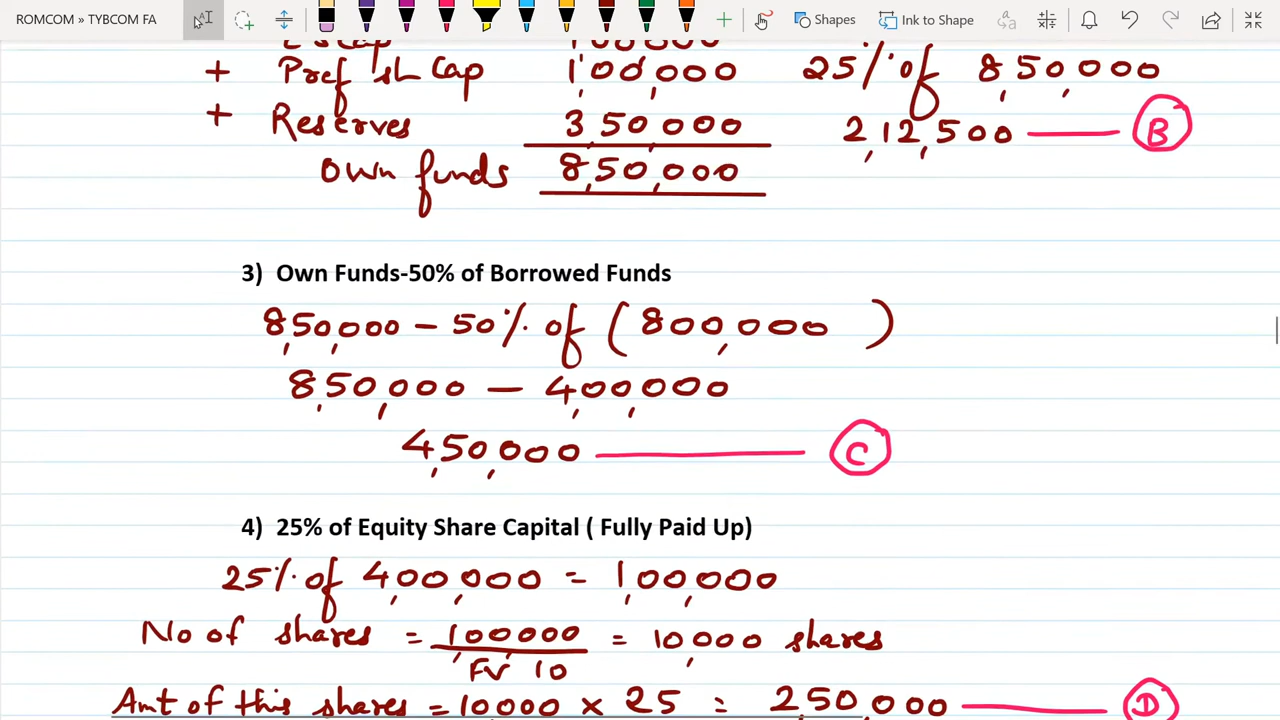 ROMCOM » TYBCOM FA
Shapes
Ink to Shape
+ Pref sh Cap 1,00,000 25% of 8,50,000
+ Reserves 3,50,000 2,12,500 B
Own funds 8,50,000
3) Own Funds-50% of Borrowed Funds
8,50,000 - 50% of (800,000 )
8,50,000 - 4,00,000
4,50,000 C
4) 25% of Equity Share Capital ( Fully Paid Up)
25% of 4,00,000 = 1,00,000
No of shares = 1,00,000 = 10,000 shares
FV 10
Amt of this shares = 10000 x 25 = 2,50,000 D